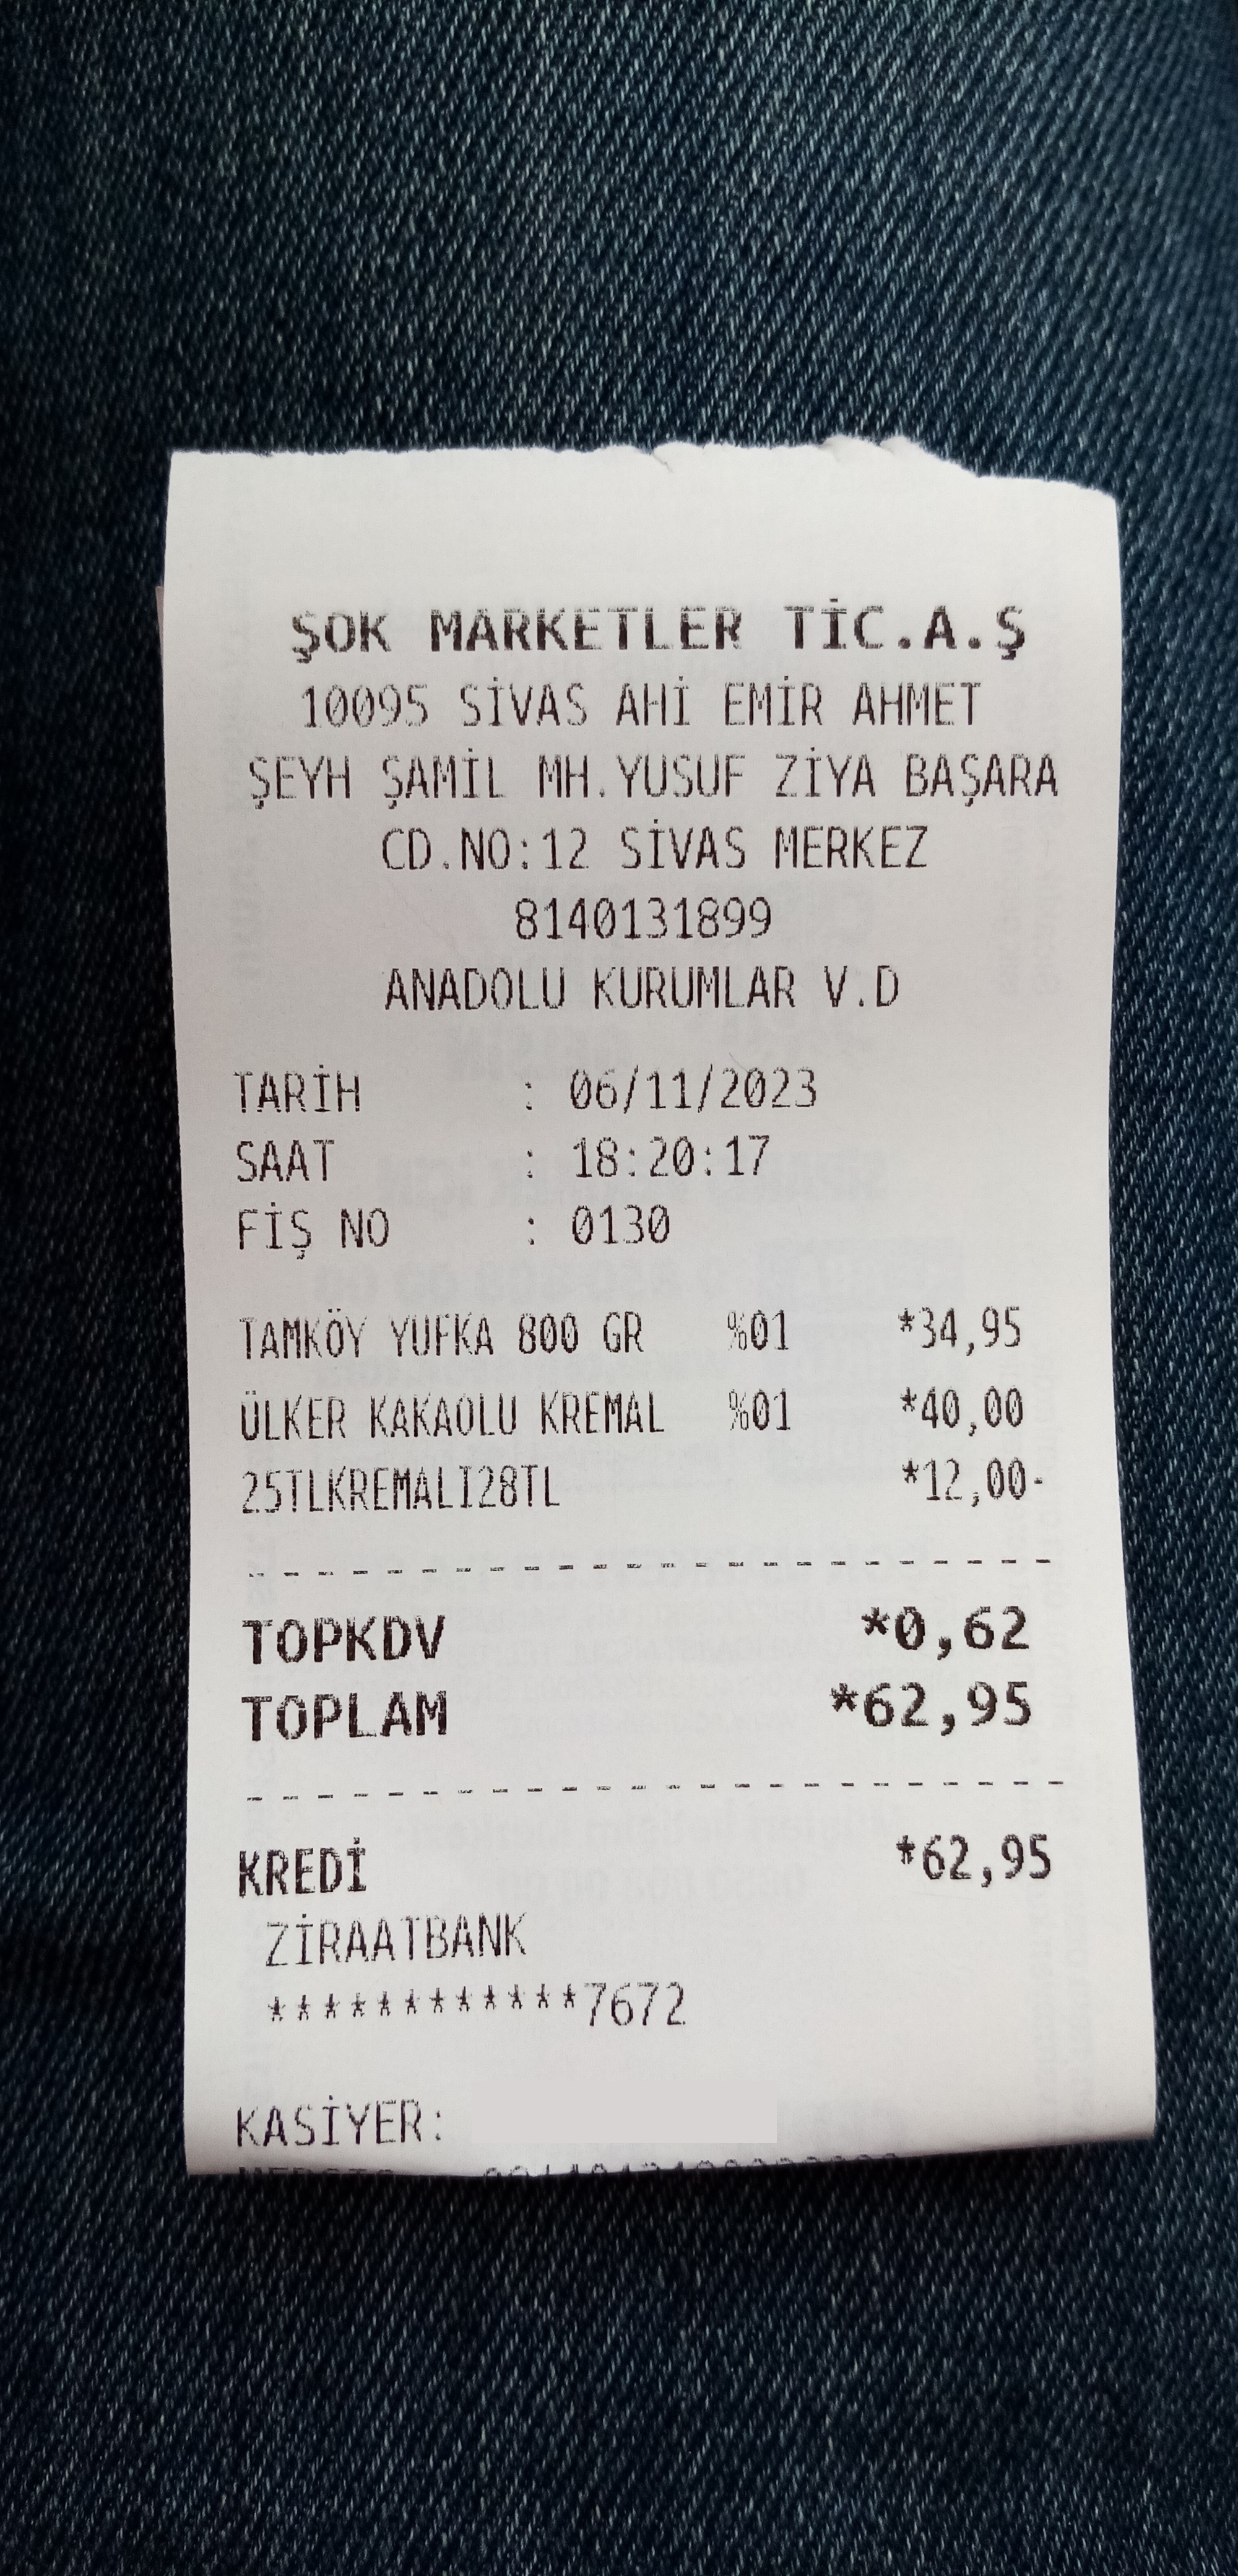 ŞOK MARKETLER TİC.A.Ş
10095 SİVAS AHİ EMİR AHMET
ŞEYH ŞAMİL MH.YUSUF ZİYA BAŞARA
CD.NO:12 SİVAS MERKEZ
8140131899
ANADOLU KURUMLAR V.D
TARİH : 06/11/2023
SAAT : 18:20:17
FİŞ NO : 0130
TAMKÖY YUFKA 800 GR %01 *34,95
ÜLKER KAKAOLU KREMAL %01 *40,00
25TLKREMALI28TL *12,00-
TOPKDV *0,62
TOPLAM *62,95
KREDİ *62,95
ZİRAATBANK
************7672
KASİYER: